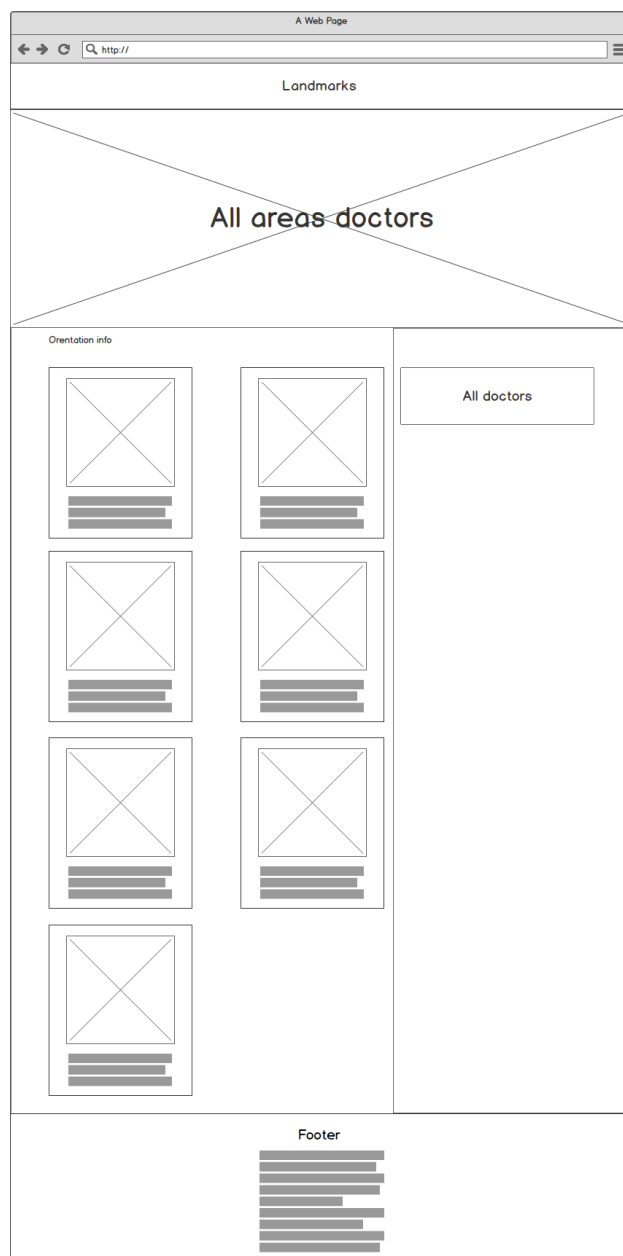 A Web Page
http://
Landmarks
All areas doctors
Orentation info
All doctors
Footer